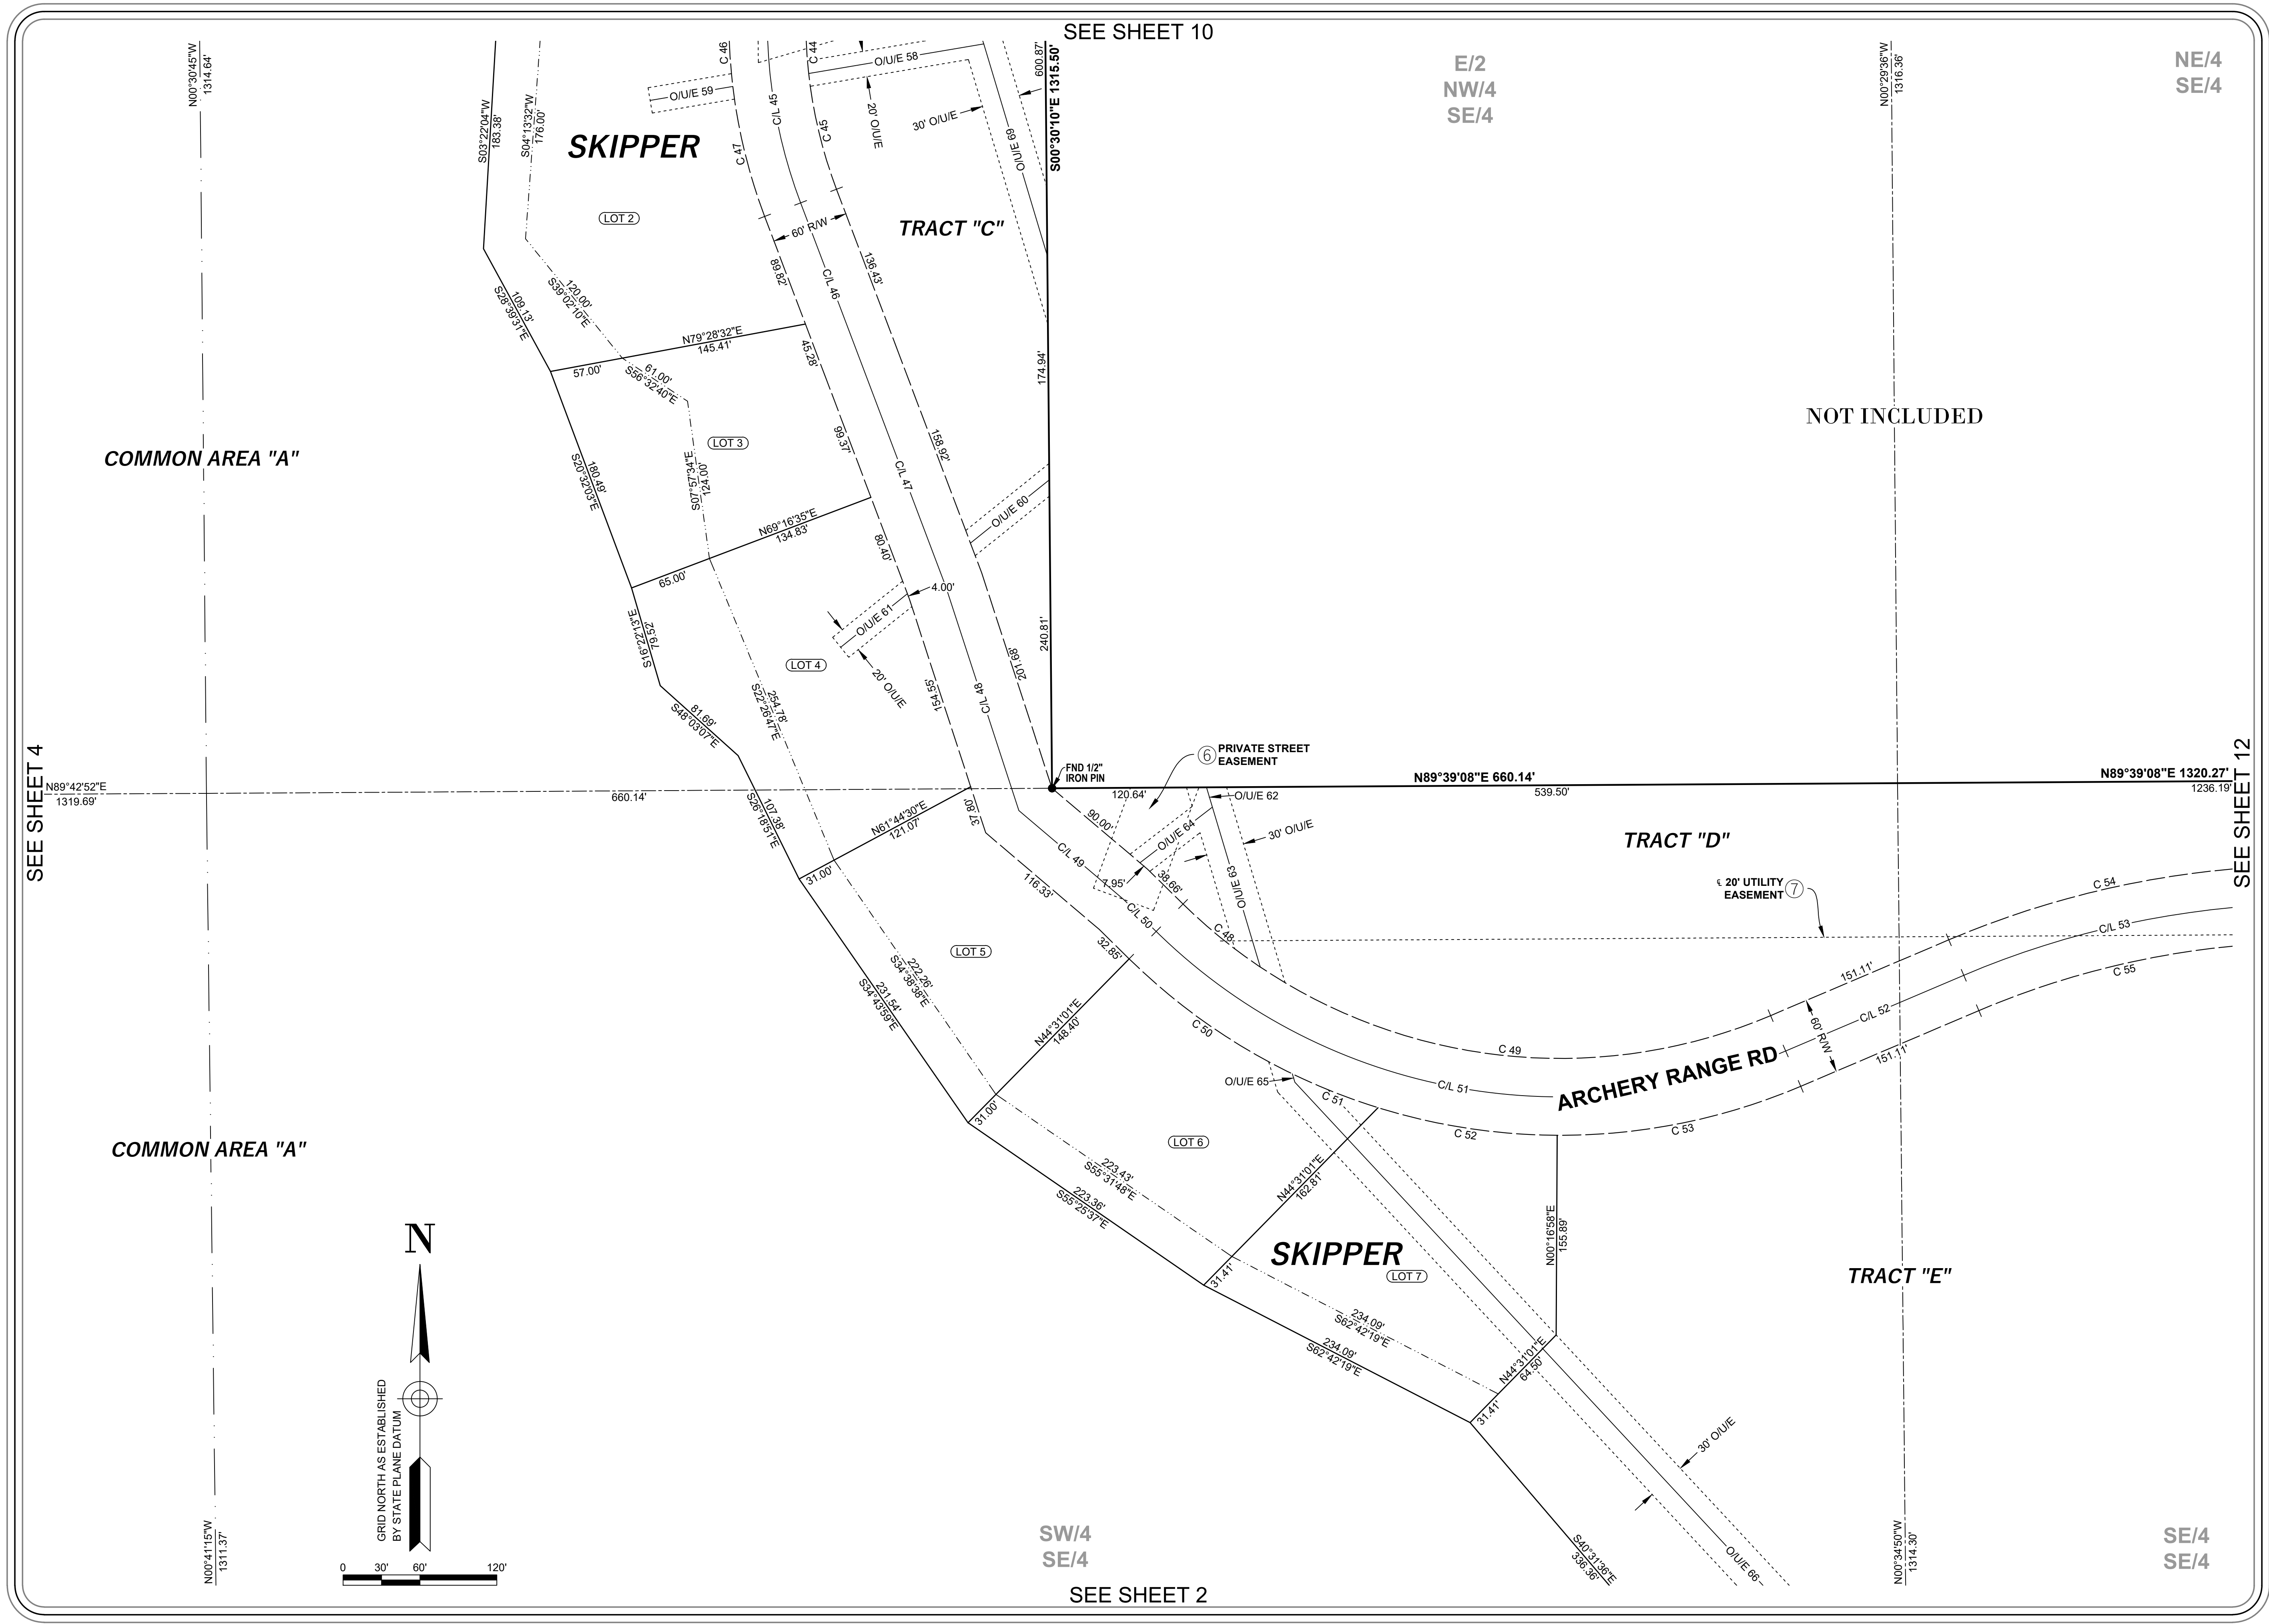 SEE SHEET 10
N00°30'45"W
1314.64'
S03°22'04"W
183.38'
S04°13'32"W
176.00'
SKIPPER
LOT 2
O/U/E 59
C 46
C 47
C/L 45
C 44
C 45
O/U/E 58
20' O/U/E
30' O/U/E
O/U/E 69
600.87'
S00°30'10"E 1315.50'
E/2
NW/4
SE/4
N00°29'36"W
1316.36'
NE/4
SE/4
60' R/W
TRACT "C"
109.13'
S28°39'31"E
120.00'
S39°02'10"E
89.82'
C/L 46
136.43'
N79°28'32"E
145.41'
57.00'
61.00'
S56°32'40"E
45.28'
174.94'
NOT INCLUDED
COMMON AREA "A"
LOT 3
180.49'
S20°32'03"E
S07°57'34"E
124.00'
99.37'
C/L 47
158.92'
O/U/E 60
N69°16'35"E
134.83'
65.00'
80.40'
4.00'
O/U/E 61
20' O/U/E
S16°22'13"E
79.52'
LOT 4
240.81'
201.68'
C/L 48
154.55'
254.78'
S22°26'47"E
81.69'
S48°03'07"E
SEE SHEET 4
N89°42'52"E
1319.69'
660.14'
FND 1/2"
IRON PIN
6 PRIVATE STREET
EASEMENT
N89°39'08"E 660.14'
539.50'
N89°39'08"E 1320.27'
1236.19'
SEE SHEET 12
120.64'
O/U/E 62
30' O/U/E
90.00'
O/U/E 64
O/U/E 63
7.95'
38.66'
107.38'
S26°18'51"E
N61°44'30"E
121.07'
31.00'
37.80'
C/L 49
C/L 50
116.33'
32.85'
C 48
TRACT "D"
℄ 20' UTILITY
EASEMENT 7
C 54
C/L 53
C 55
LOT 5
222.26'
S34°38'38"E
231.54'
S34°43'59"E
N44°31'01"E
148.40'
31.00'
C 50
C 49
151.11'
C/L 52
60' R/W
151.11'
ARCHERY RANGE RD
C/L 51
O/U/E 65
C 51
C 52
C 53
COMMON AREA "A"
LOT 6
223.43'
S55°31'48"E
223.36'
S55°25'37"E
N44°31'01"E
162.81'
31.41'
N00°16'58"E
155.89'
SKIPPER
LOT 7
TRACT "E"
234.09'
S62°42'19"E
234.09'
S62°42'19"E
N44°31'01"E
64.50'
31.41'
30' O/U/E
S40°31'36"E
336.36'
O/U/E 66
N
GRID NORTH AS ESTABLISHED
BY STATE PLANE DATUM
0 30' 60' 120'
N00°41'15"W
1311.37'
SW/4
SE/4
N00°34'50"W
1314.30'
SE/4
SE/4
SEE SHEET 2